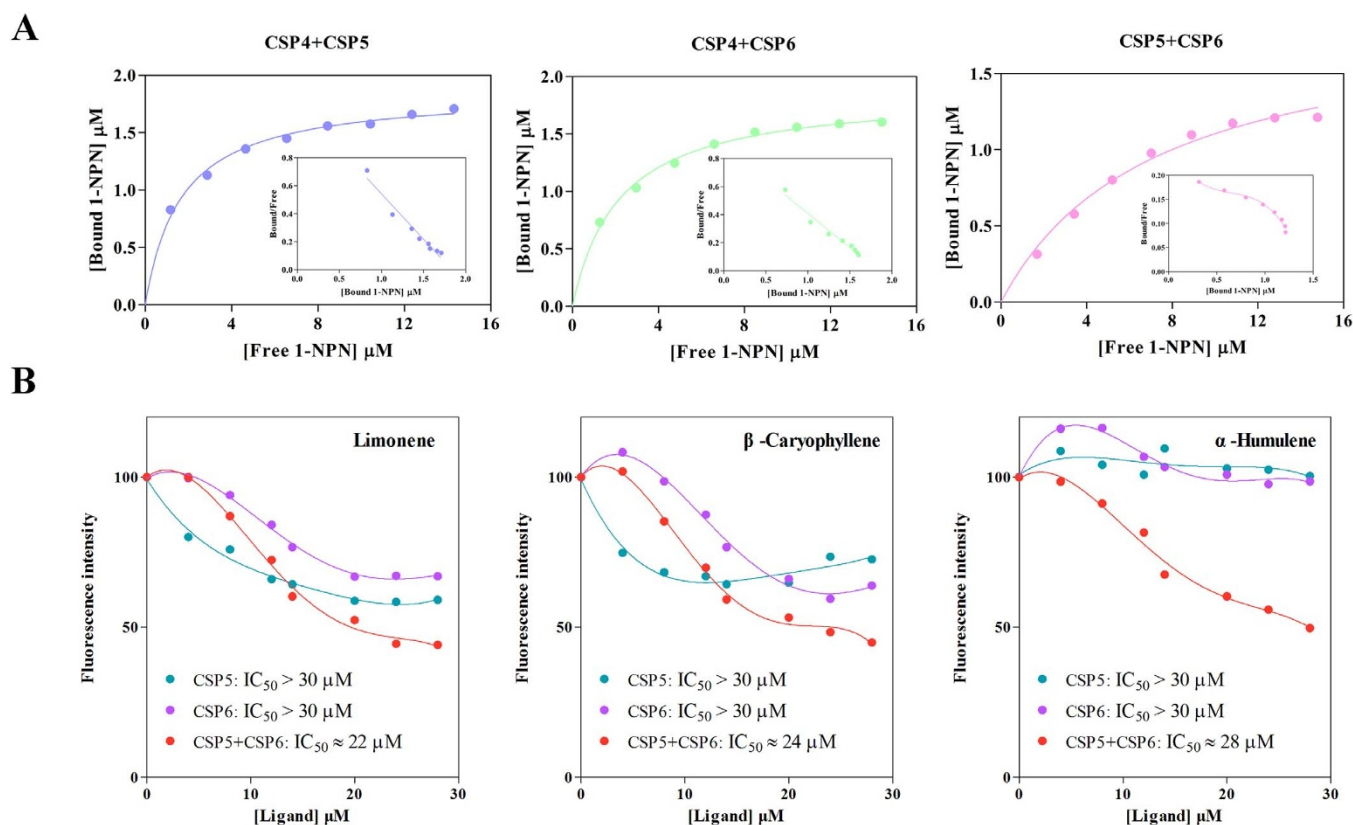 A
CSP4+CSP5
CSP4+CSP6
CSP5+CSP6
[Bound 1-NPN] µM
2.0
1.5
1.0
0.5
0.0
0 4 8 12 16
[Free 1-NPN] µM
Bound/Free
0.8
0.6
0.4
0.2
0.0
0.0 0.5 1.0 1.5 2.0
[Bound 1-NPN] µM
[Bound 1-NPN] µM
2.0
1.5
1.0
0.5
0.0
0 4 8 12 16
[Free 1-NPN] µM
Bound/Free
0.8
0.6
0.4
0.2
0.0
0.0 0.5 1.0 1.5 2.0
[Bound 1-NPN] µM
[Bound 1-NPN] µM
1.5
1.0
0.5
0.0
0 4 8 12 16
[Free 1-NPN] µM
Bound/Free
0.20
0.15
0.10
0.05
0.00
0.0 0.5 1.0 1.5
[Bound 1-NPN] µM
B
Limonene
Fluorescence intensity
100
50
0
CSP5: IC50 > 30 µM
CSP6: IC50 > 30 µM
CSP5+CSP6: IC50 ≈ 22 µM
0 10 20 30
[Ligand] µM
β -Caryophyllene
Fluorescence intensity
100
50
0
CSP5: IC50 > 30 µM
CSP6: IC50 > 30 µM
CSP5+CSP6: IC50 ≈ 24 µM
0 10 20 30
[Ligand] µM
α -Humulene
Fluorescence intensity
100
50
0
CSP5: IC50 > 30 µM
CSP6: IC50 > 30 µM
CSP5+CSP6: IC50 ≈ 28 µM
0 10 20 30
[Ligand] µM